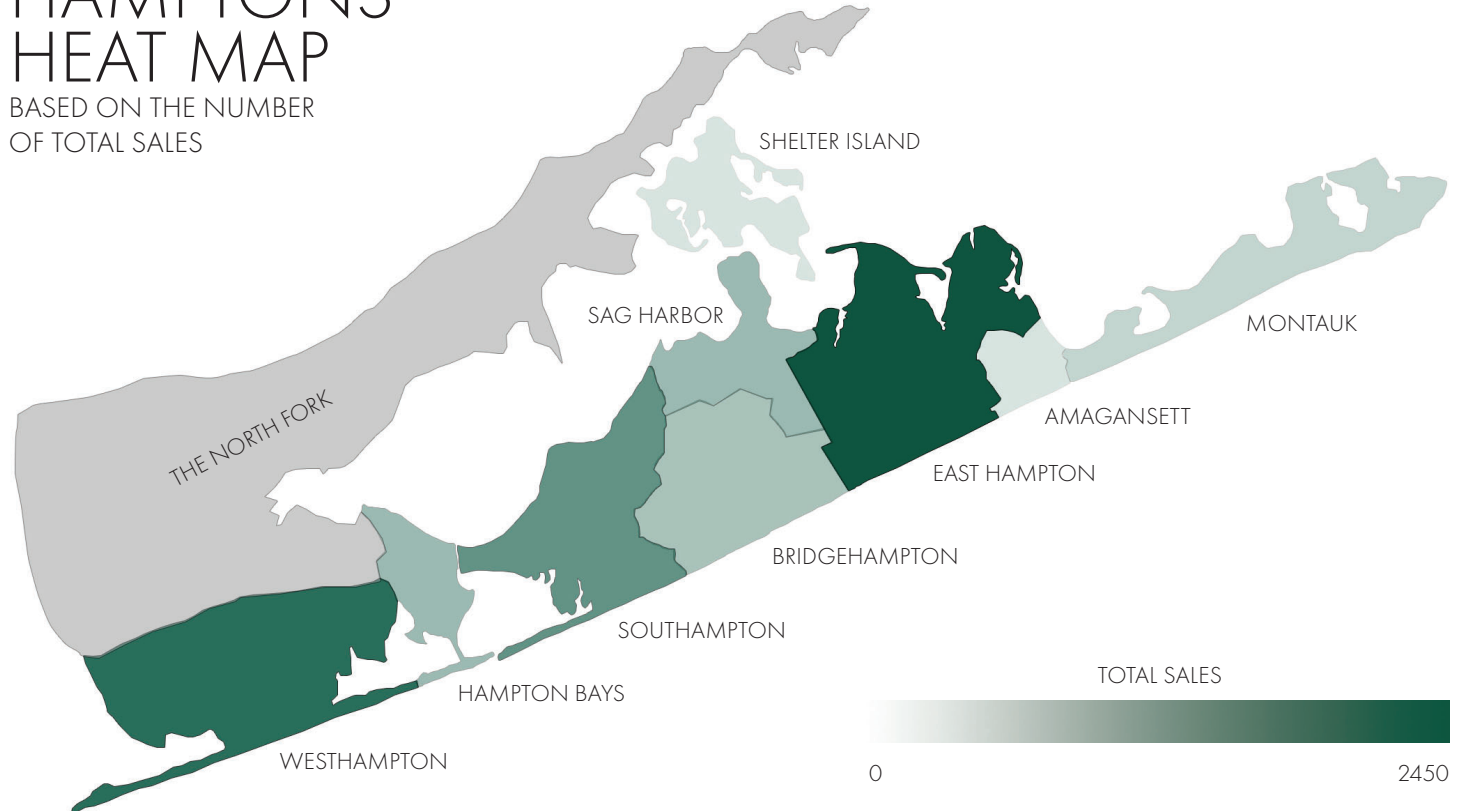 HAMPTONS
HEAT MAP
BASED ON THE NUMBER
OF TOTAL SALES
SHELTER ISLAND
SAG HARBOR
MONTAUK
THE NORTH FORK
AMAGANSETT
EAST HAMPTON
BRIDGEHAMPTON
SOUTHAMPTON
HAMPTON BAYS
WESTHAMPTON
TOTAL SALES
0
2450